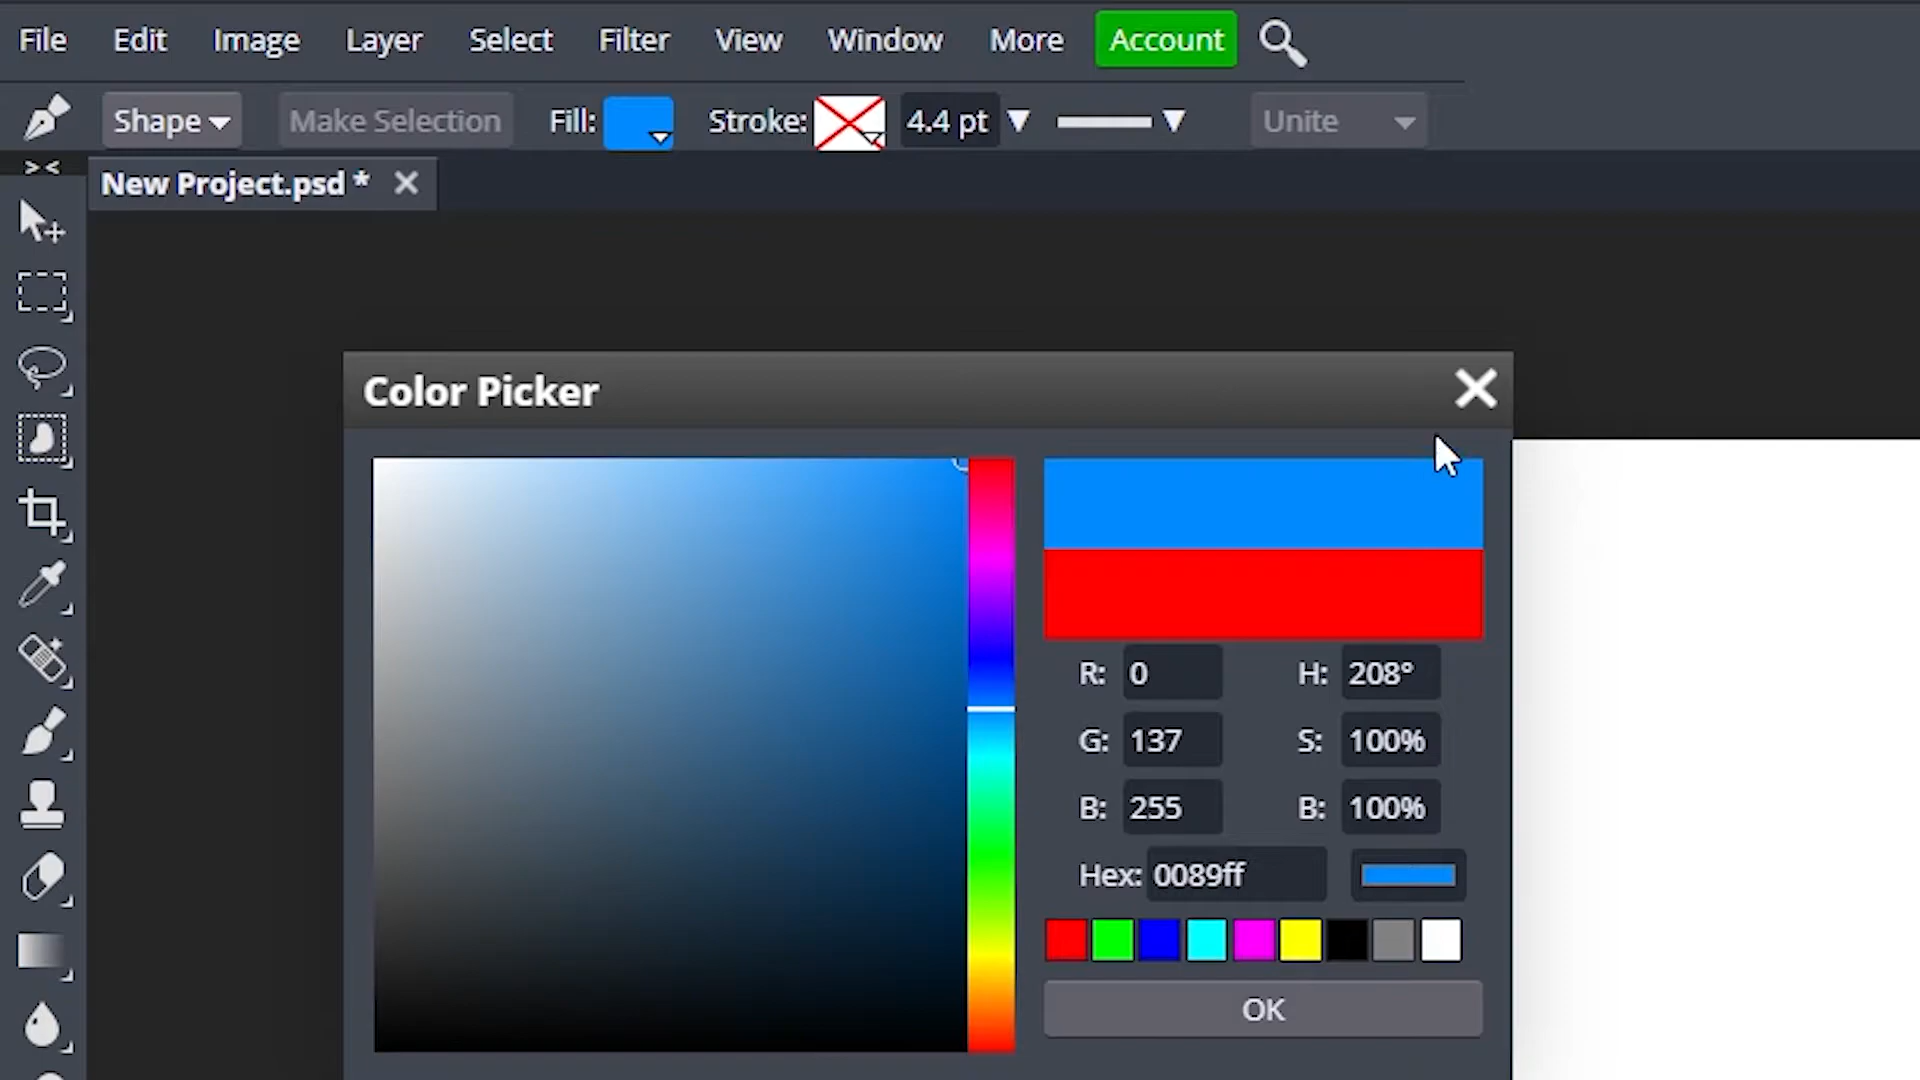 File Edit Image Layer Select Filter View Window More Account
Shape Make Selection Fill: Stroke: 4.4 pt Unite
New Project.psd *
Color Picker
R: 0 H: 208°
G: 137 S: 100%
B: 255 B: 100%
Hex: 0089ff
OK